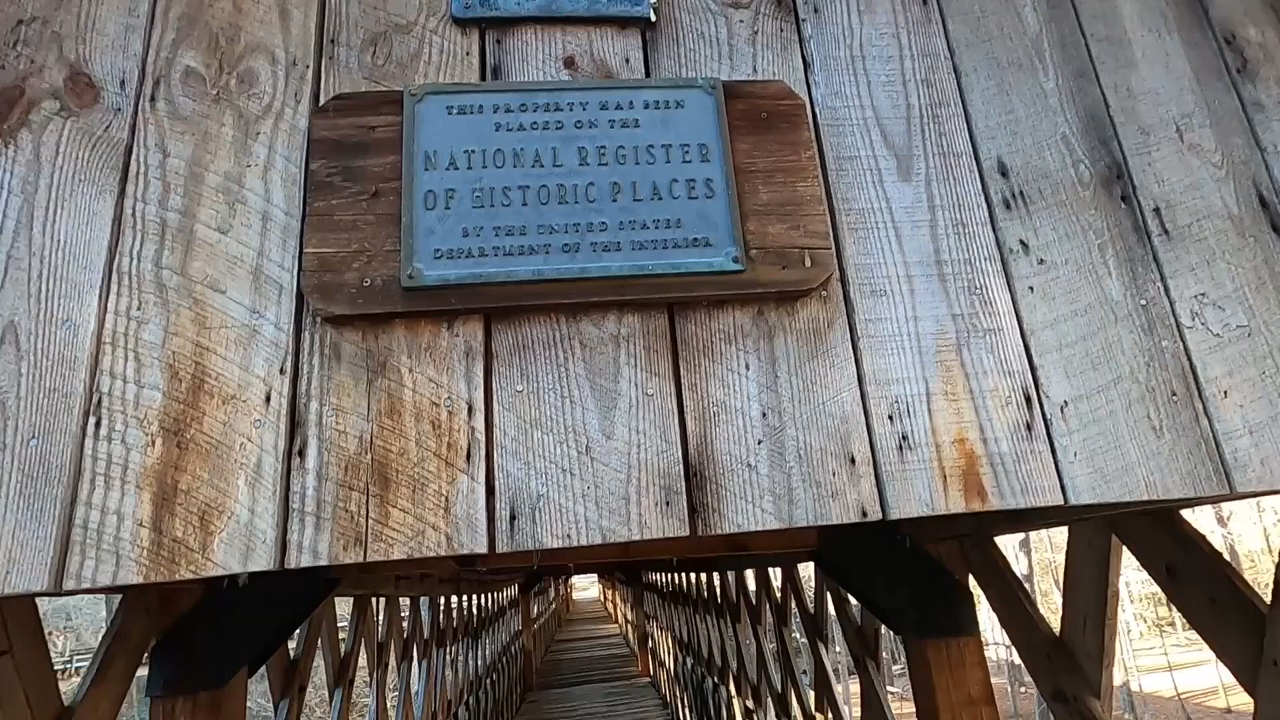 THIS PROPERTY HAS BEEN
PLACED ON THE
NATIONAL REGISTER
OF HISTORIC PLACES
BY THE UNITED STATES
DEPARTMENT OF THE INTERIOR